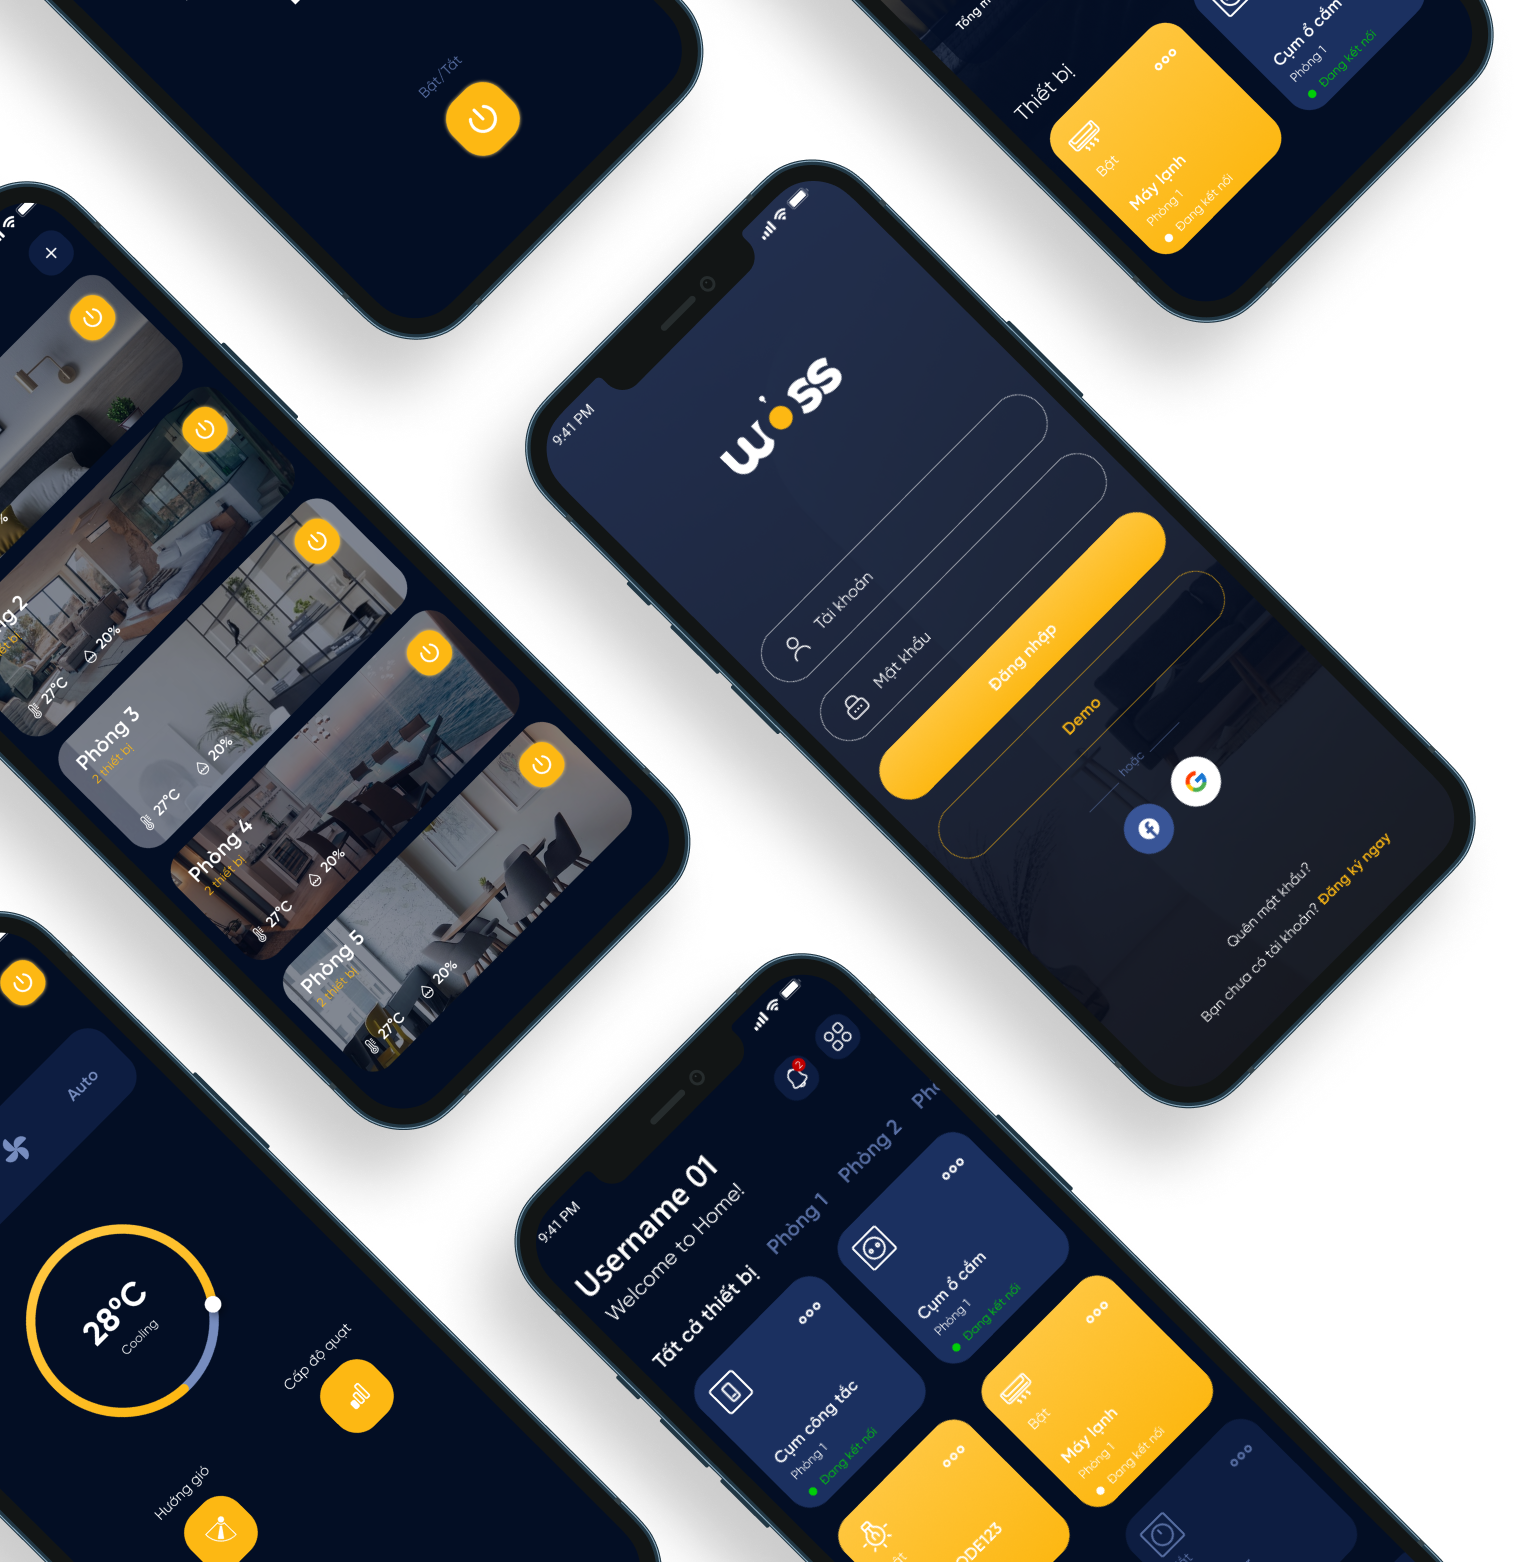 Bật/Tắt
Tổng
Thiết bị
Bật
Máy lạnh
Phòng 1
Đang kết nối
Cụm ổ cắm
Phòng 1
Đang kết nối
2
20%
27°C
Phòng 3
2 thiết bị
20%
27°C
Phòng 4
2 thiết bị
20%
27°C
Phòng 5
2 thiết bị
20%
27°C
9:41 PM
w'ss
Tài khoản
Mật khẩu
Đăng nhập
Demo
hoặc
G
f
Quên mật khẩu?
Bạn chưa có tài khoản? Đăng ký ngay
Auto
28°C
Cooling
Cấp độ quạt
Hướng gió
9:41 PM
2
Username 01
Welcome to Home!
Tất cả thiết bị
Phòng 1
Phòng 2
Cụm công tắc
Phòng 1
Đang kết nối
Cụm ổ cắm
Phòng 1
Đang kết nối
Bật
Máy lạnh
Phòng 1
Đang kết nối
ODE123